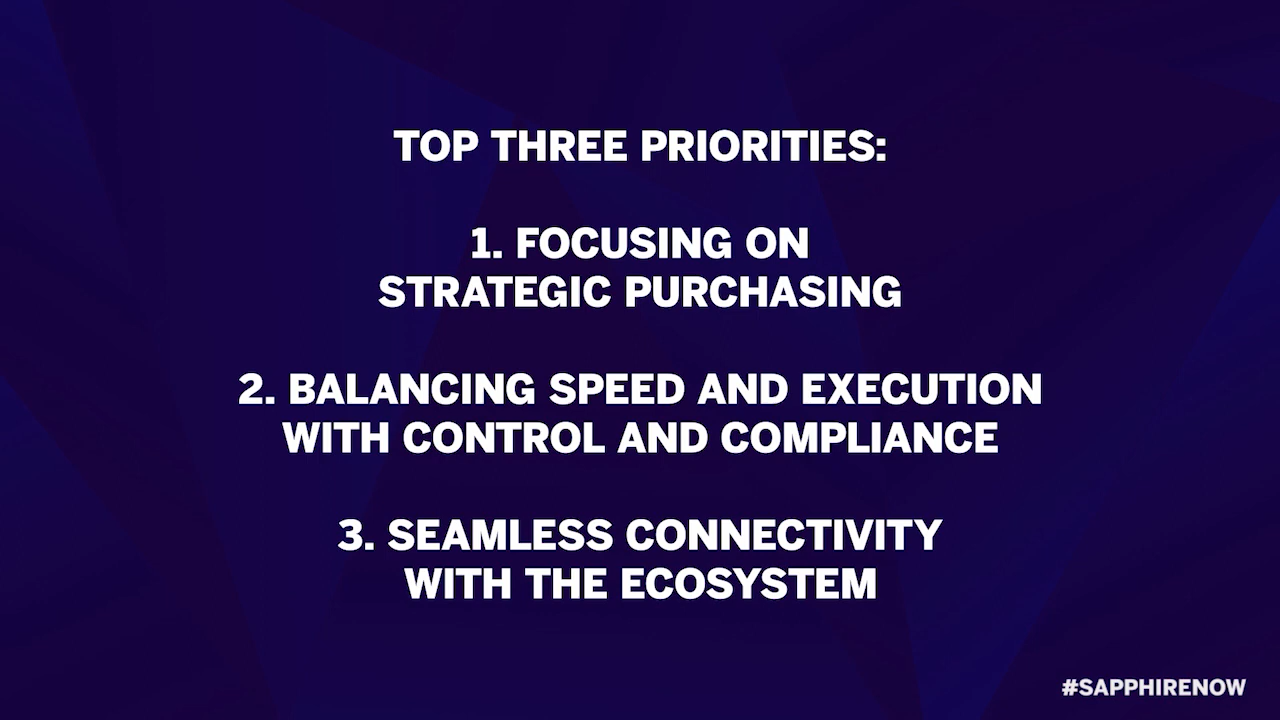 TOP THREE PRIORITIES:
1. FOCUSING ON
STRATEGIC PURCHASING
2. BALANCING SPEED AND EXECUTION
WITH CONTROL AND COMPLIANCE
3. SEAMLESS CONNECTIVITY
WITH THE ECOSYSTEM
#SAPPHIRENOW